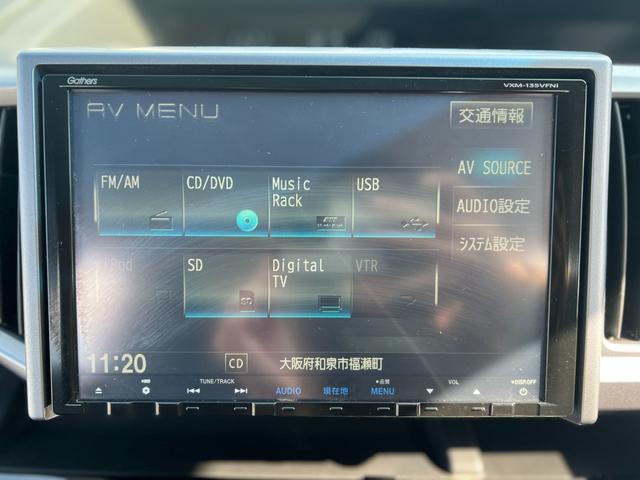 Gathers VXM-135VFNi
AV MENU 交通情報
FM/AM CD/DVD Music Rack USB AV SOURCE
AUDIO設定
iPod SD Digital TV VTR システム設定
11:20 CD 大阪府和泉市福瀬町
TUNE/TRACK AUDIO 現在地 ●画質 MENU VOL ●DISP.OFF